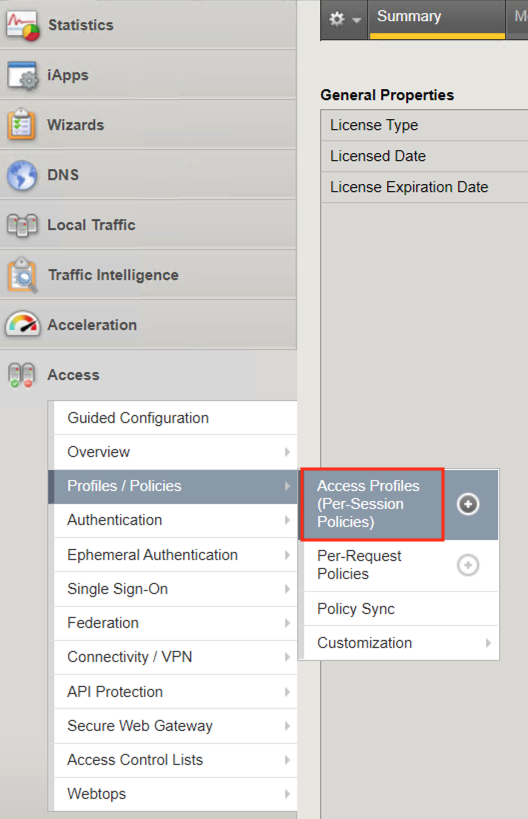 Statistics
iApps
Wizards
DNS
Local Traffic
Traffic Intelligence
Acceleration
Access
Guided Configuration
Overview
Profiles / Policies
Authentication
Ephemeral Authentication
Single Sign-On
Federation
Connectivity / VPN
API Protection
Secure Web Gateway
Access Control Lists
Webtops
Access Profiles
(Per-Session
Policies)
Per-Request
Policies
Policy Sync
Customization
Summary
General Properties
License Type
Licensed Date
License Expiration Date